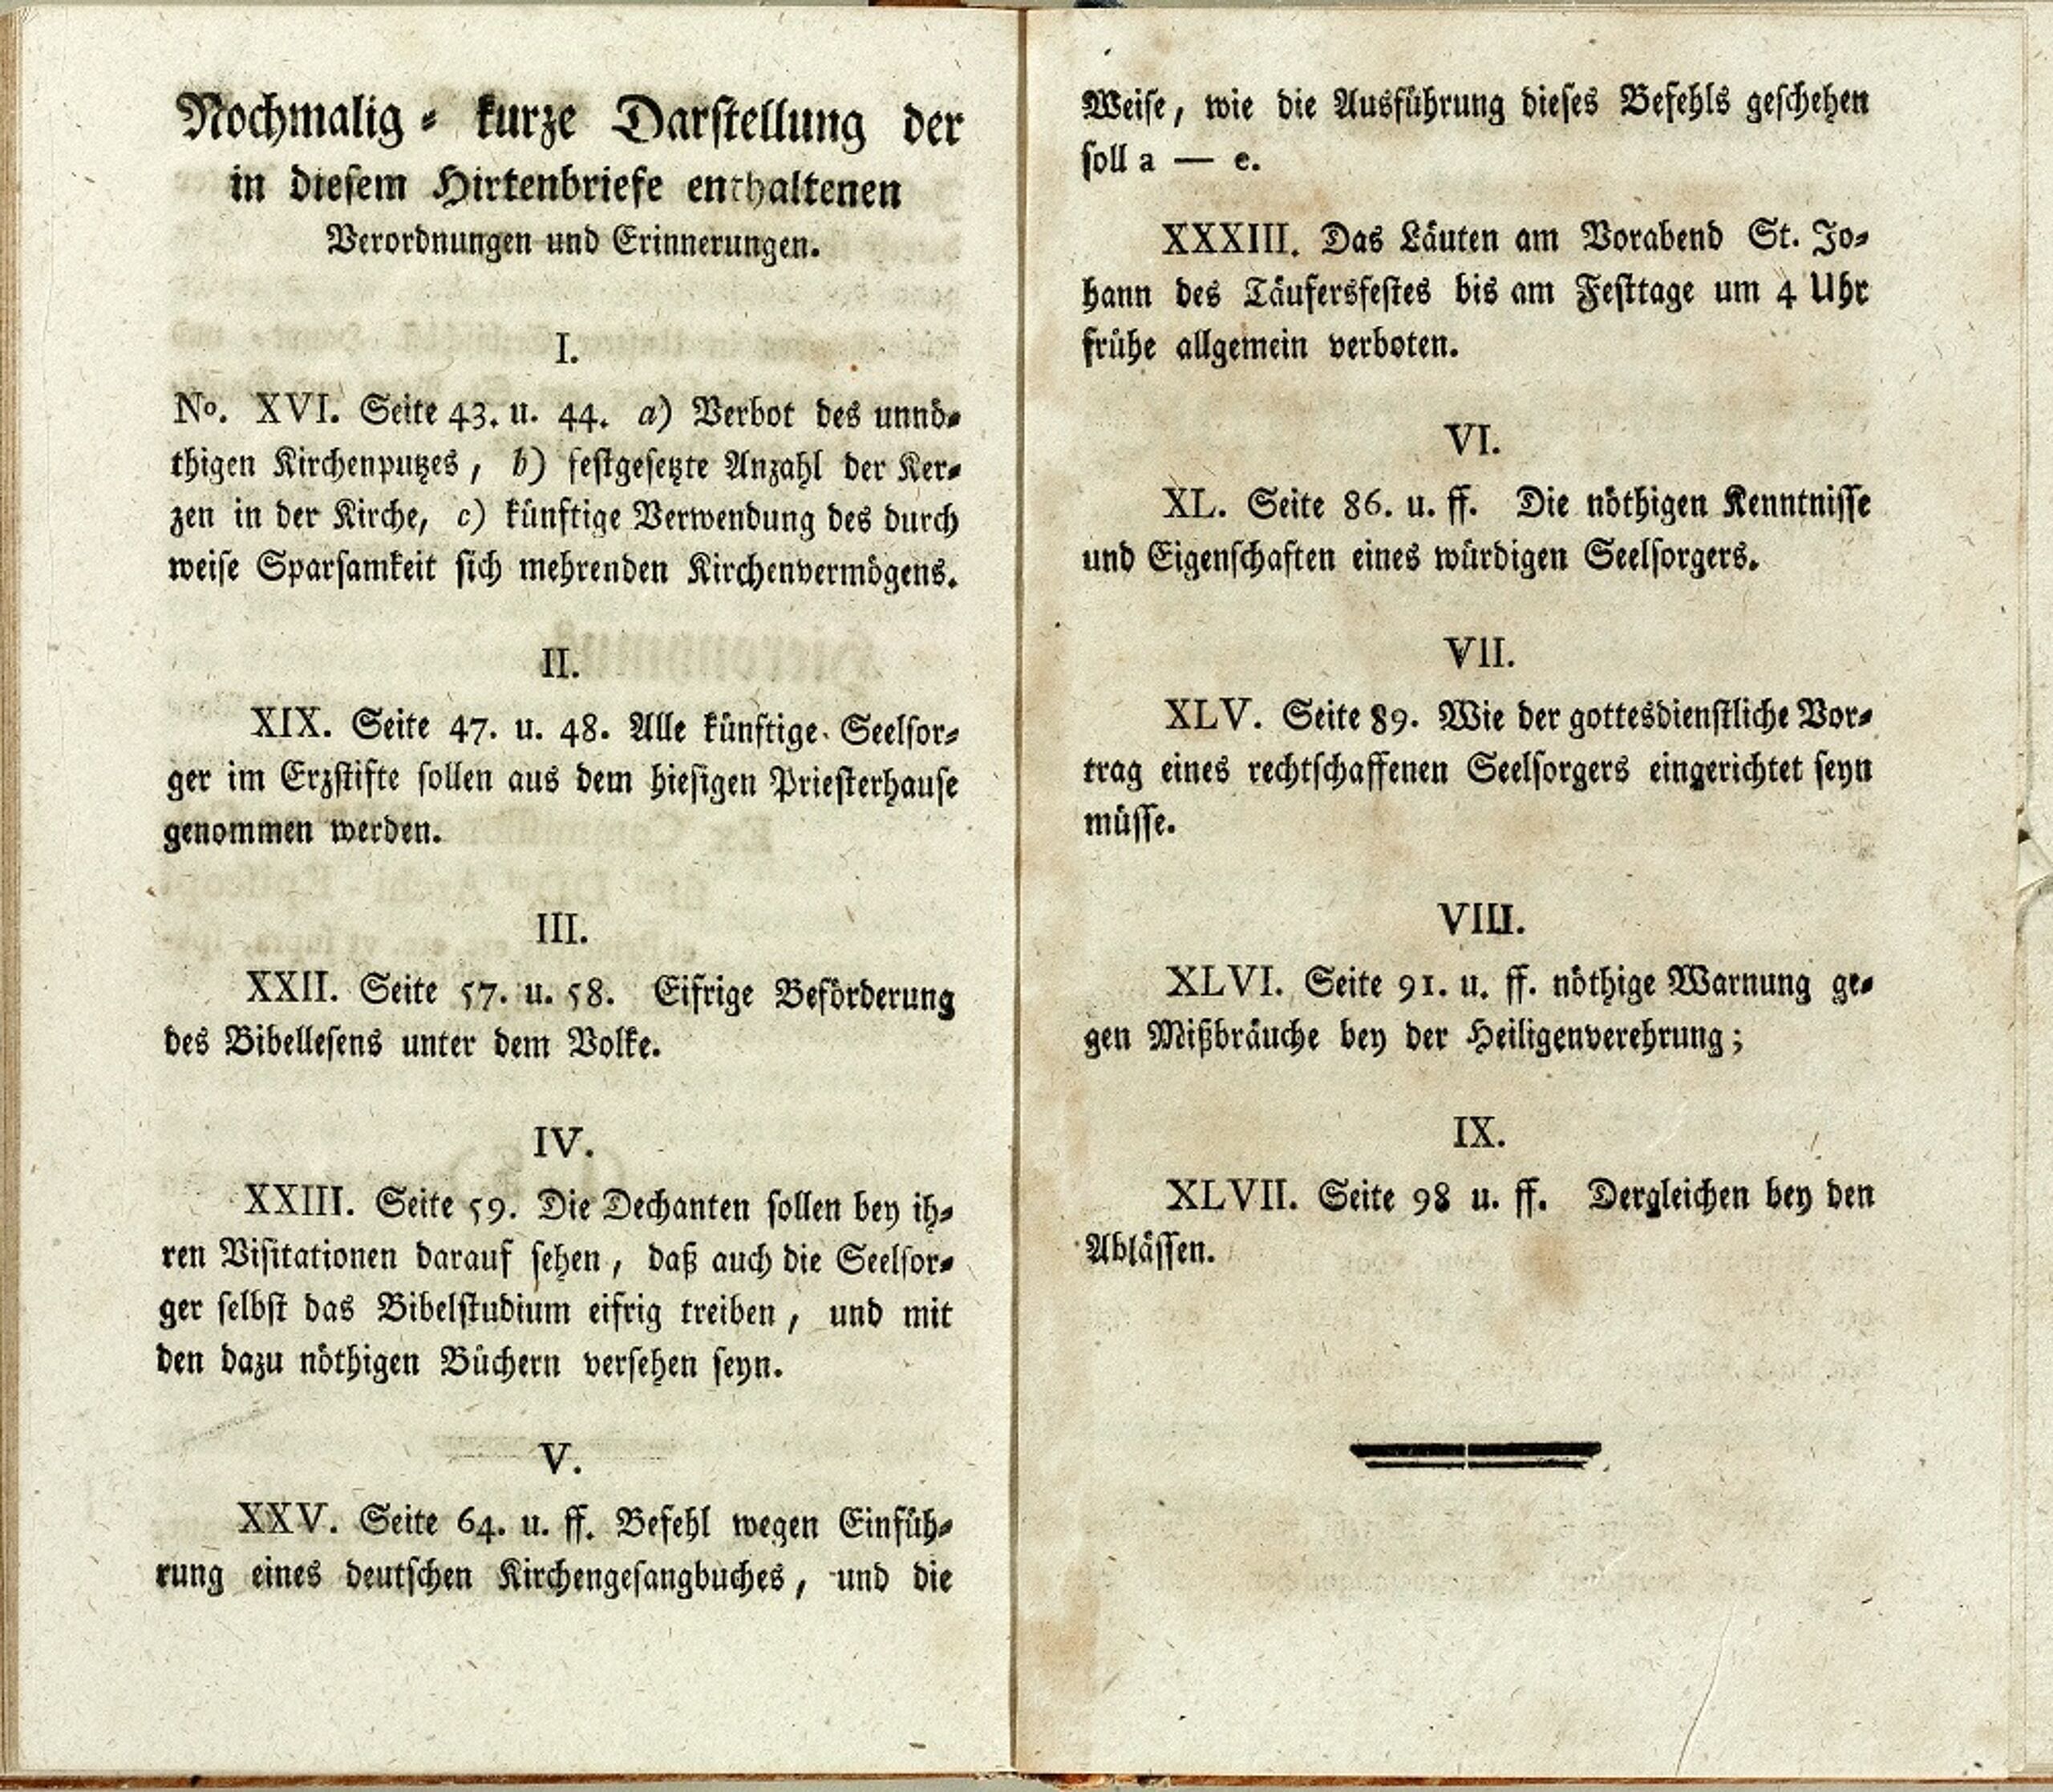 Nochmalig - kurze Darstellung der
in diesem Hirtenbriefe enthaltenen
Verordnungen und Erinnerungen.
I.
No. XVI. Seite 43. u. 44. a) Verbot des unnö-
thigen Kirchenputzes, b) festgesetzte Anzahl der Ker-
zen in der Kirche, c) künftige Verwendung des durch
weise Sparsamkeit sich mehrenden Kirchenvermögens.
II.
XIX. Seite 47. u. 48. Alle künftige Seelsor-
ger im Erzstifte sollen aus dem hiesigen Priesterhause
genommen werden.
III.
XXII. Seite 57. u. 58. Eifrige Beförderung
des Bibellesens unter dem Volke.
IV.
XXIII. Seite 59. Die Dechanten sollen bey ih-
ren Visitationen darauf sehen, daß auch die Seelsor-
ger selbst das Bibelstudium eifrig treiben, und mit
den dazu nöthigen Büchern versehen seyn.
V.
XXV. Seite 64. u. ff. Befehl wegen Einfüh-
rung eines deutschen Kirchengesangbuches, und die
Weise, wie die Ausführung dieses Befehls geschehen
soll a — e.
XXXIII. Das Läuten am Vorabend St. Jo-
hann des Täufersfestes bis am Festtage um 4 Uhr
frühe allgemein verboten.
VI.
XL. Seite 86. u. ff. Die nöthigen Kenntnisse
und Eigenschaften eines würdigen Seelsorgers.
VII.
XLV. Seite 89. Wie der gottesdienstliche Vor-
trag eines rechtschaffenen Seelsorgers eingerichtet seyn
müsse.
VIII.
XLVI. Seite 91. u. ff. nöthige Warnung ge-
gen Mißbräuche bey der Heiligenverehrung;
IX.
XLVII. Seite 98 u. ff. Dergleichen bey den
Ablässen.